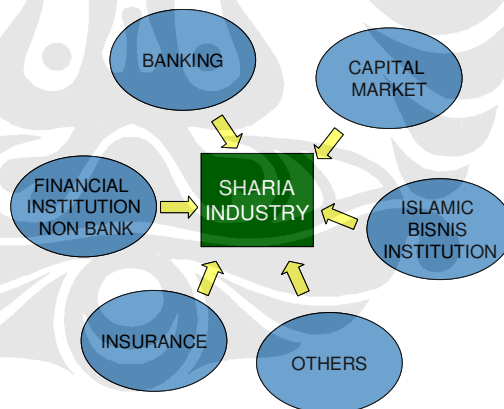 BANKING
CAPITAL
MARKET
FINANCIAL
INSTITUTION
NON BANK
SHARIA
INDUSTRY
ISLAMIC
BISNIS
INSTITUTION
INSURANCE
OTHERS